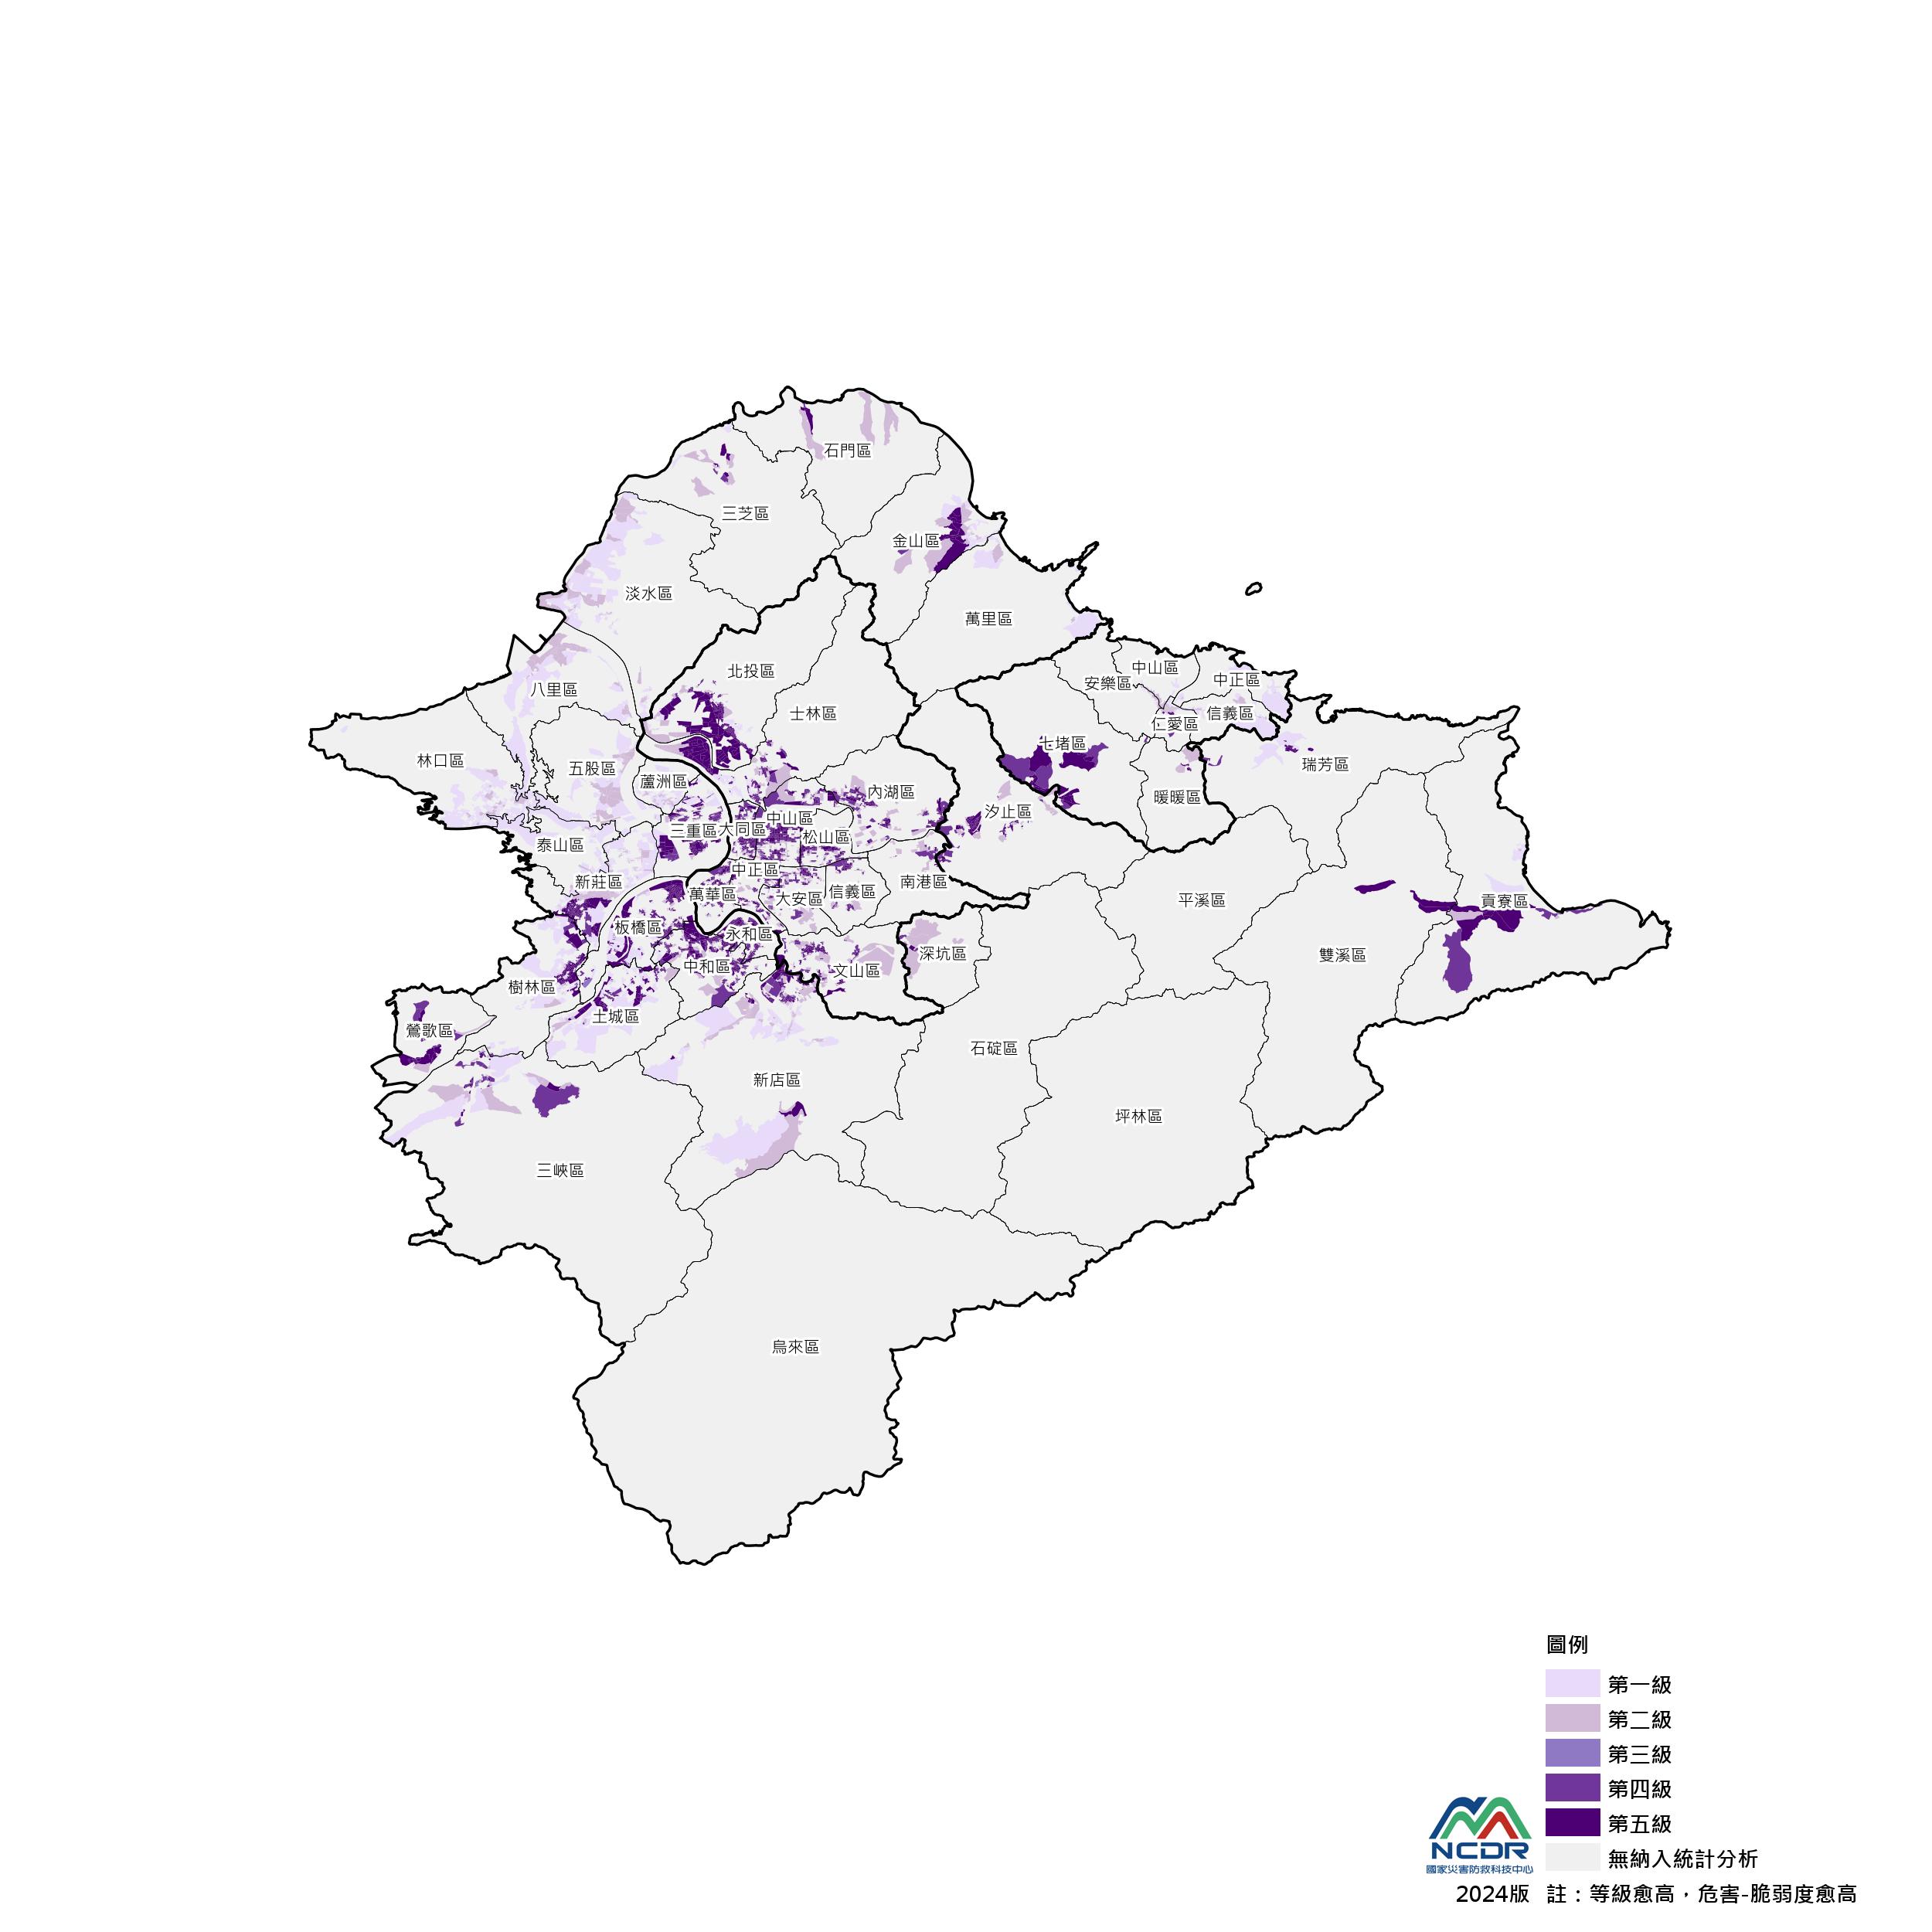 石門區
三芝區
金山區
淡水區
萬里區
北投區
中山區
中正區
安樂區
八里區
士林區
信義區
仁愛區
七堵區
林口區
五股區
瑞芳區
蘆洲區
內湖區
暖暖區
汐止區
中山區
三重區
大同區
松山區
泰山區
中正區
新莊區
南港區
信義區
萬華區
大安區
平溪區
貢寮區
板橋區
永和區
深坑區
雙溪區
中和區
文山區
樹林區
土城區
鶯歌區
石碇區
新店區
坪林區
三峽區
烏來區
圖例
第一級
第二級
第三級
第四級
第五級
無納入統計分析
NCDR
國家災害防救科技中心
2024版 註：等級愈高，危害-脆弱度愈高